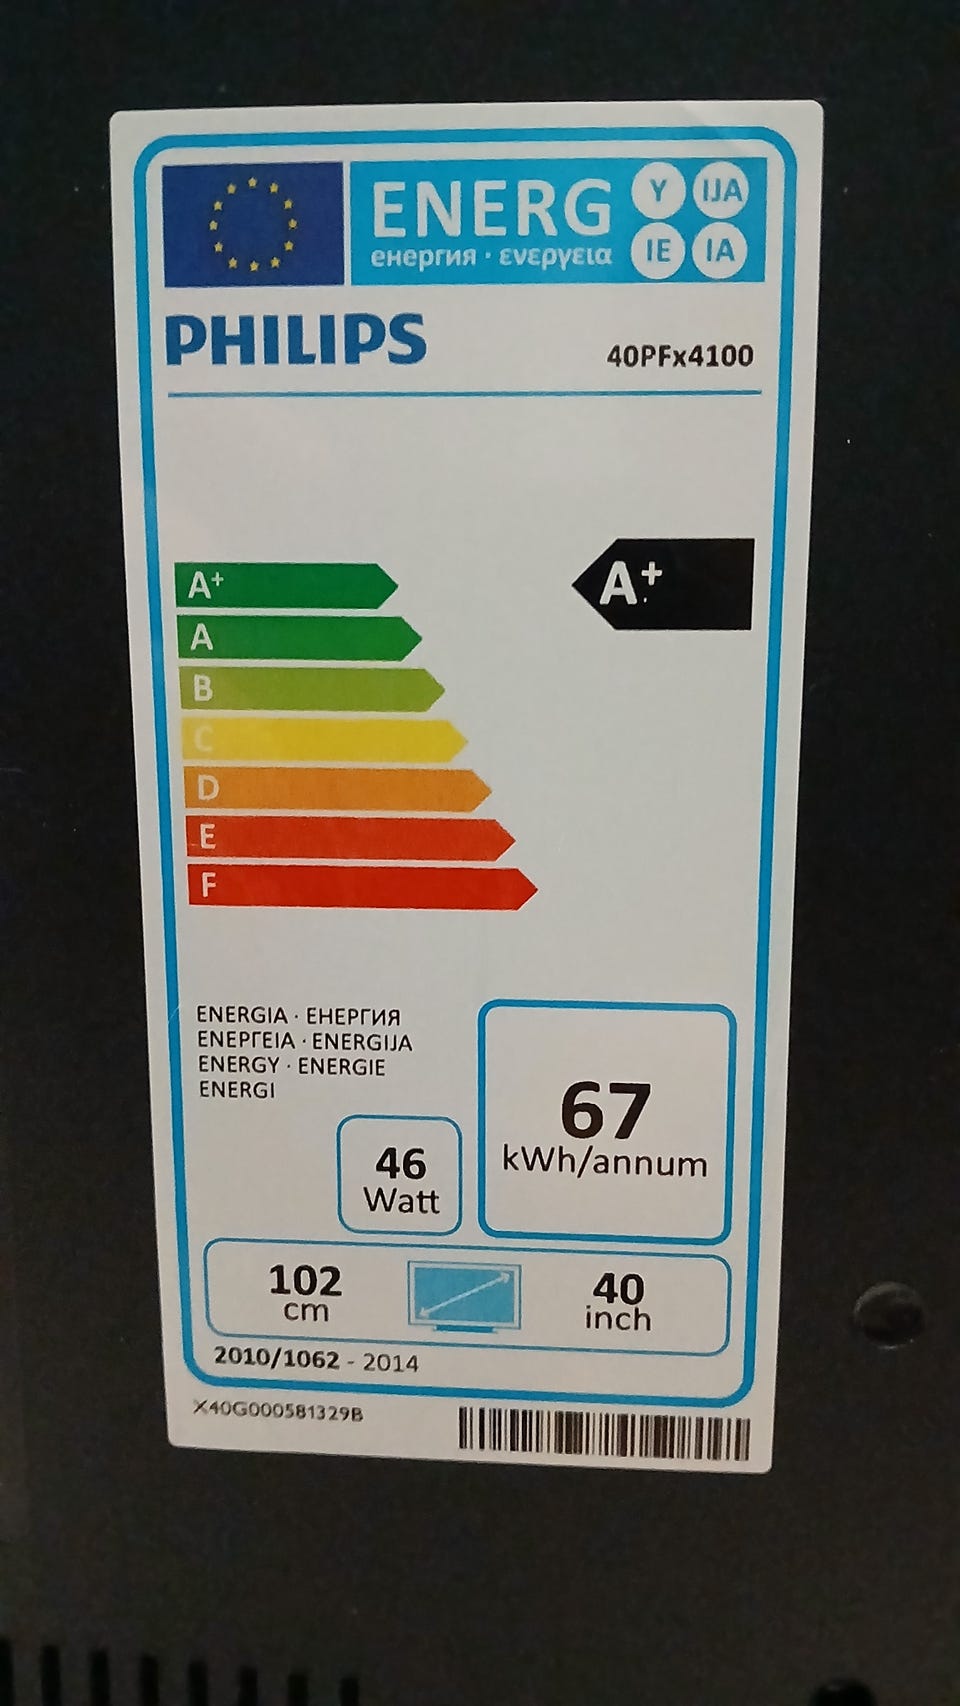 ENERG
Y IJA
енергия · ενεργεια
IE IA
PHILIPS
40PFx4100
A+
A+
A
B
C
D
E
F
ENERGIA · ЕНЕРГИЯ
ΕΝΕΡΓΕΙΑ · ENERGIJA
ENERGY · ENERGIE
ENERGI
67
kWh/annum
46
Watt
102
cm
40
inch
2010/1062 - 2014
X40G000581329B